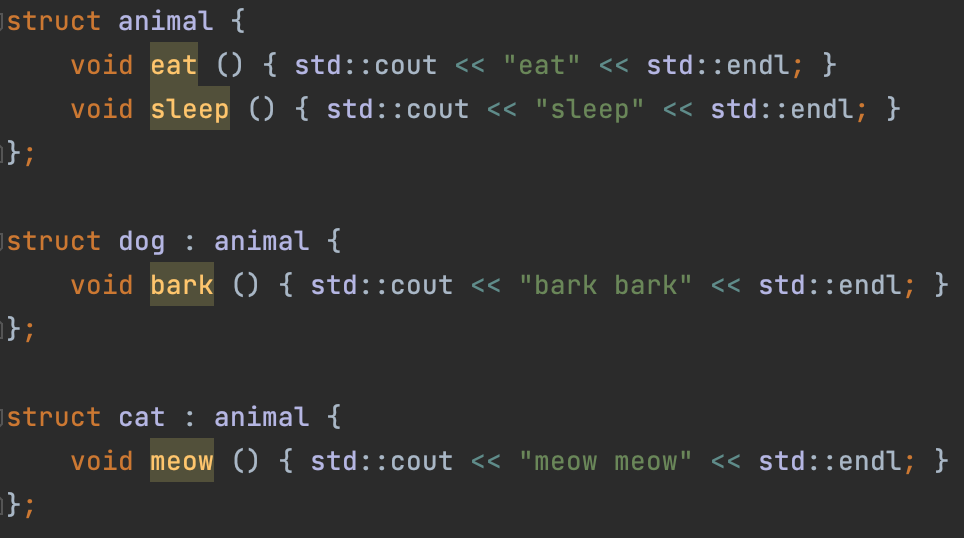 struct animal {
    void eat () { std::cout << "eat" << std::endl; }
    void sleep () { std::cout << "sleep" << std::endl; }
};
struct dog : animal {
    void bark () { std::cout << "bark bark" << std::endl; }
};
struct cat : animal {
    void meow () { std::cout << "meow meow" << std::endl; }
};